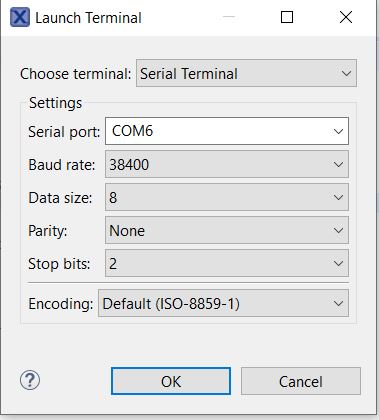 Launch Terminal
Choose terminal: Serial Terminal
Settings
Serial port: COM6
Baud rate: 38400
Data size: 8
Parity: None
Stop bits: 2
Encoding: Default (ISO-8859-1)
? OK Cancel